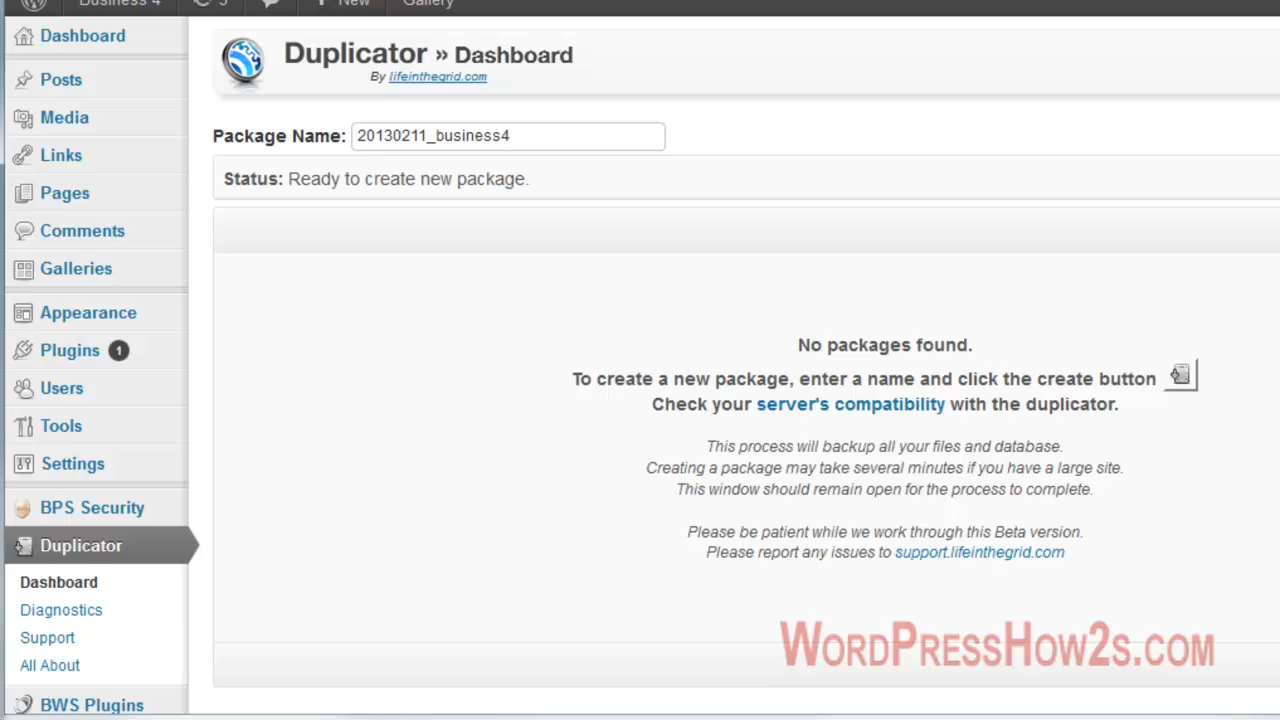 Business 4
3
New
Gallery
Dashboard
Posts
Media
Links
Pages
Comments
Galleries
Appearance
Plugins 1
Users
Tools
Settings
BPS Security
Duplicator
Dashboard
Diagnostics
Support
All About
BWS Plugins
Duplicator » Dashboard
By lifeinthegrid.com
Package Name: 20130211_business4
Status: Ready to create new package.
No packages found.
To create a new package, enter a name and click the create button
Check your server's compatibility with the duplicator.
This process will backup all your files and database.
Creating a package may take several minutes if you have a large site.
This window should remain open for the process to complete.
Please be patient while we work through this Beta version.
Please report any issues to support.lifeinthegrid.com
WordPressHow2s.com